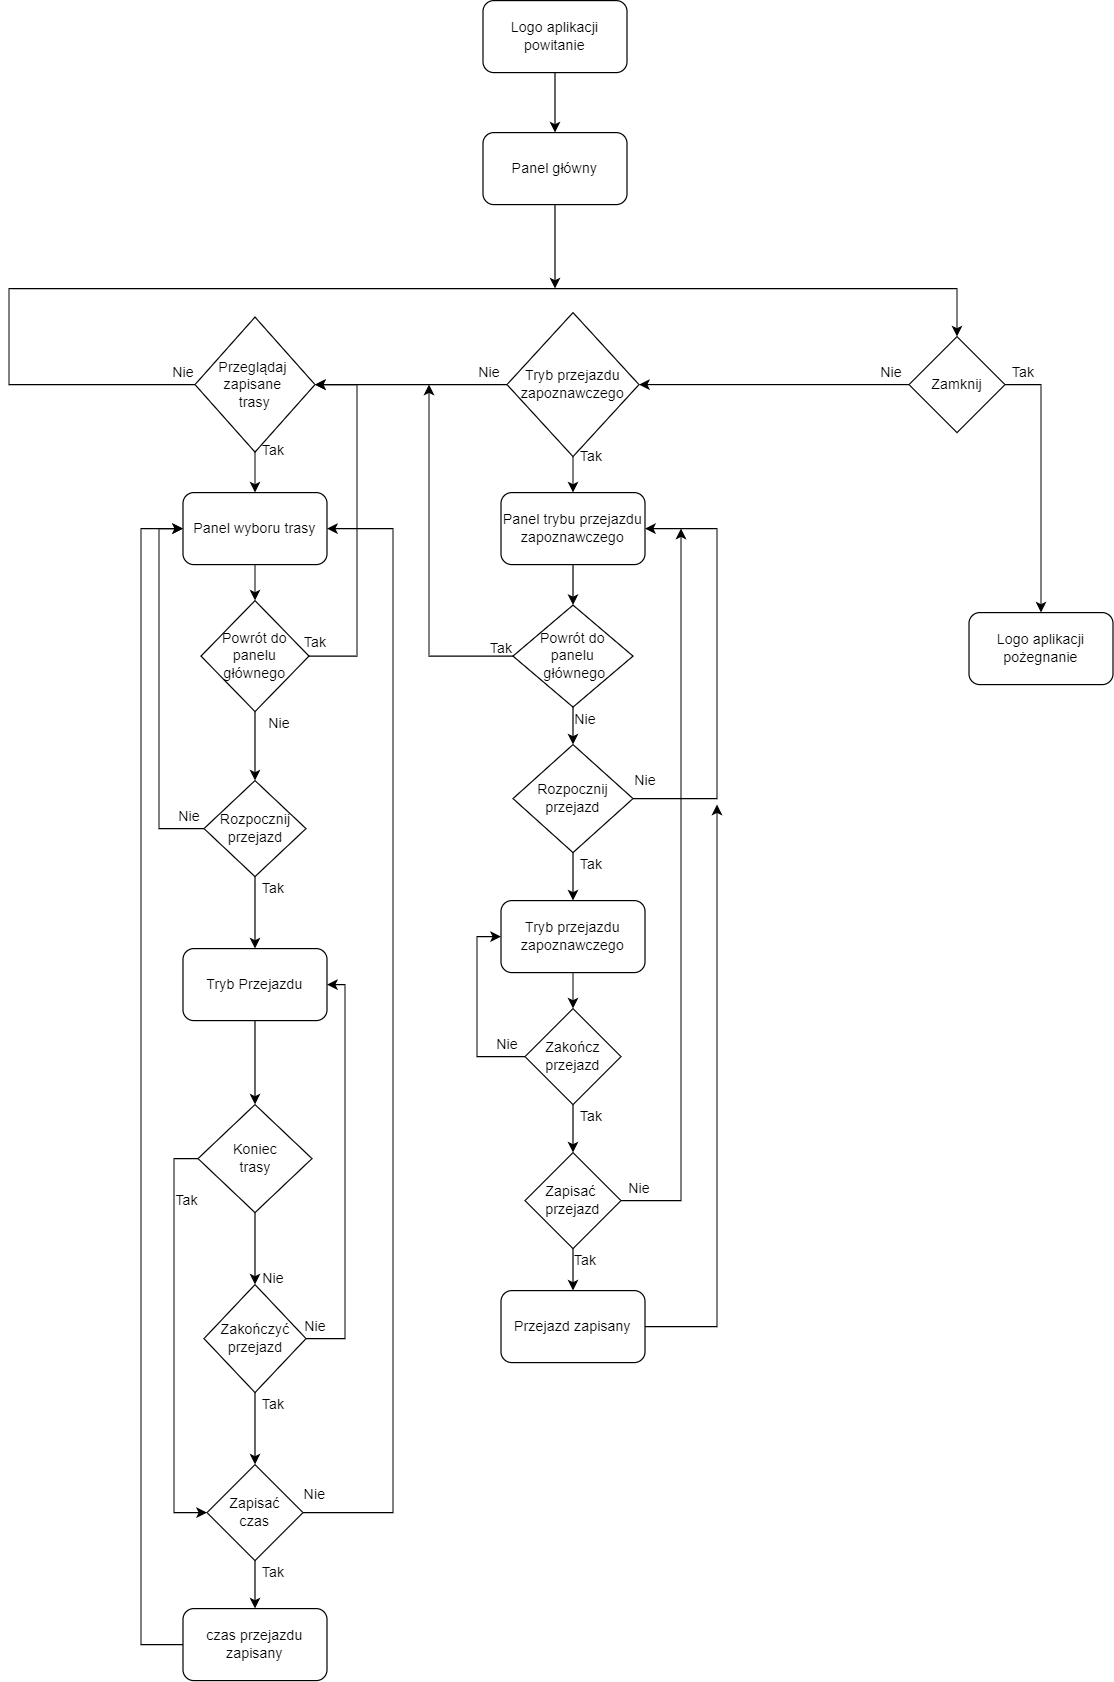 Logo aplikacji
powitanie
Panel główny
Przeglądaj
zapisane
trasy
Nie
Tak
Tryb przejazdu
zapoznawczego
Nie
Tak
Zamknij
Nie
Tak
Panel wyboru trasy
Panel trybu przejazdu
zapoznawczego
Powrót do
panelu
głównego
Tak
Nie
Powrót do
panelu
głównego
Tak
Nie
Logo aplikacji
pożegnanie
Rozpocznij
przejazd
Nie
Tak
Rozpocznij
przejazd
Nie
Tak
Tryb Przejazdu
Tryb przejazdu
zapoznawczego
Koniec
trasy
Tak
Nie
Zakończ
przejazd
Nie
Tak
Zapisać
przejazd
Nie
Tak
Zakończyć
przejazd
Nie
Tak
Przejazd zapisany
Zapisać
czas
Nie
Tak
czas przejazdu
zapisany